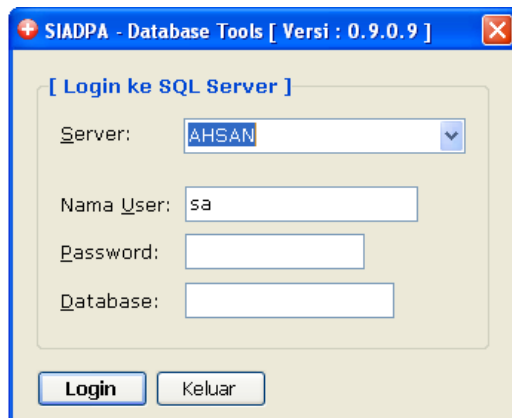 SIADPA - Database Tools [ Versi : 0.9.0.9 ]
[ Login ke SQL Server ]
Server: AHSAN
Nama User: sa
Password:
Database:
Login Keluar